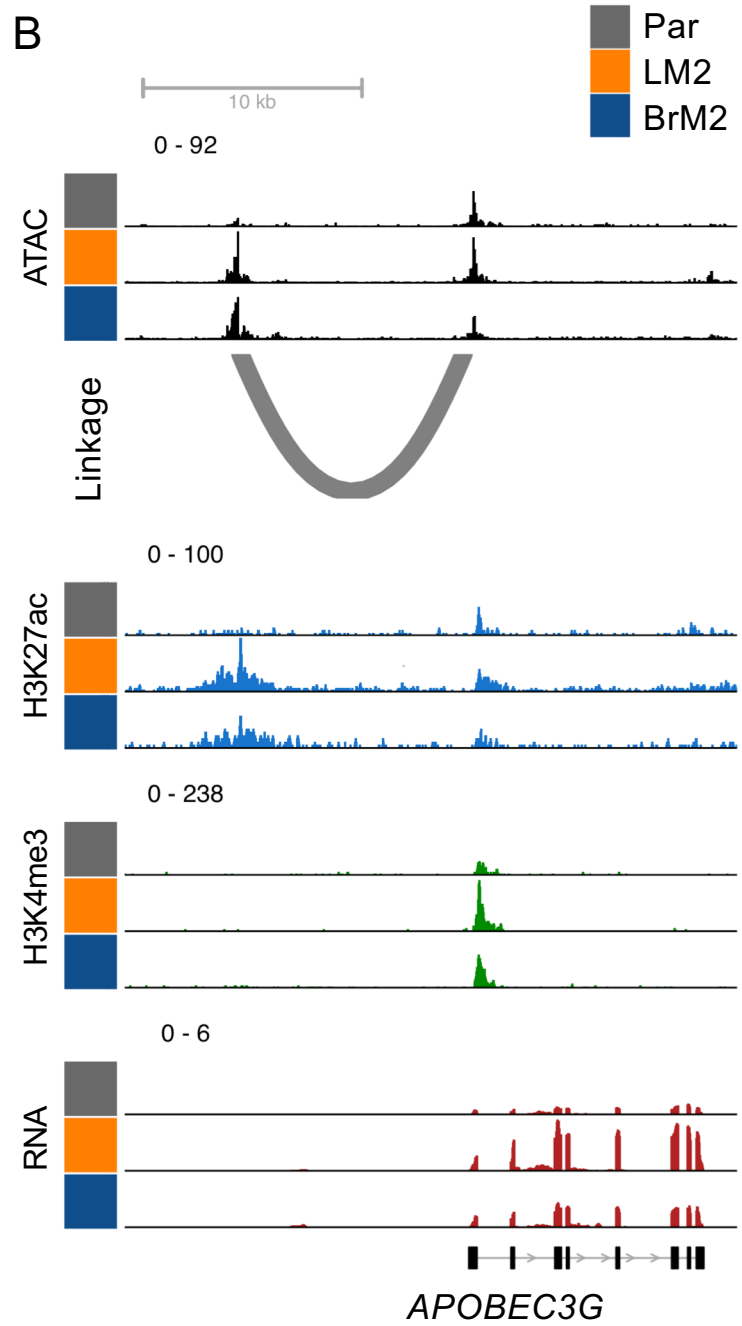 B
Par
LM2
BrM2
10 kb
0 - 92
ATAC
Linkage
0 - 100
H3K27ac
0 - 238
H3K4me3
0 - 6
RNA
APOBEC3G